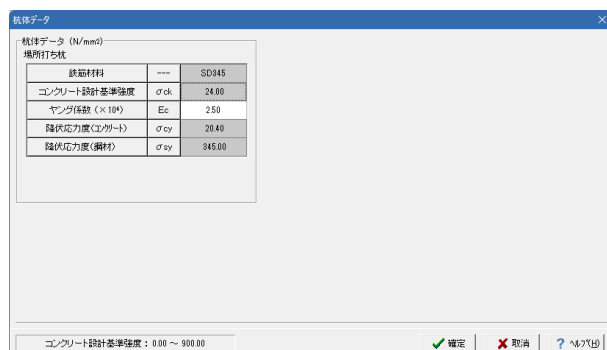 杭体データ
杭体データ (N/mm2)
場所打ち杭
鉄筋材料 --- SD345
コンクリート設計基準強度 σck 24.00
ヤング係数 (×10⁴) Ec 2.50
降伏応力度(コンクリート) σcy 20.40
降伏応力度(鋼材) σsy 345.00
コンクリート設計基準強度 : 0.00 ～ 900.00
確定 取消 ? ヘルプ(H)